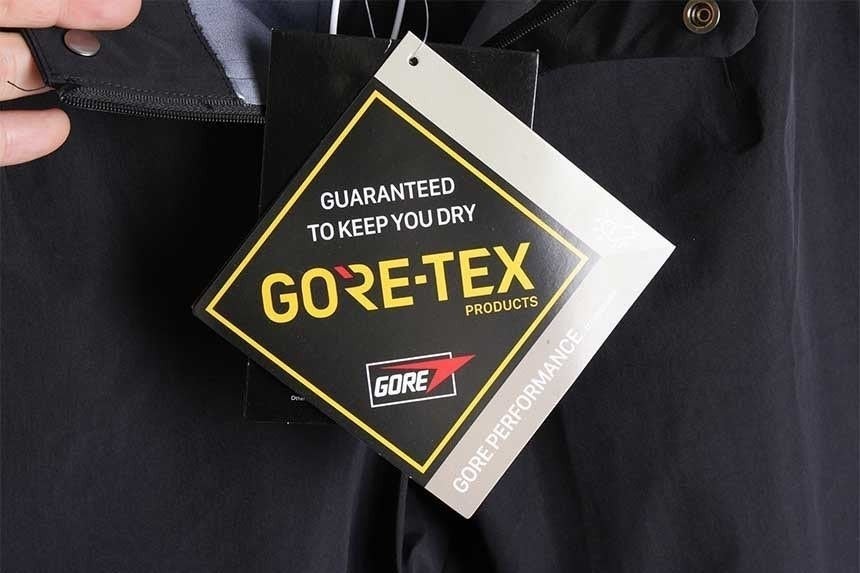 GUARANTEED
TO KEEP YOU DRY
GORE-TEX
PRODUCTS
GORE
GORE PERFORMANCE